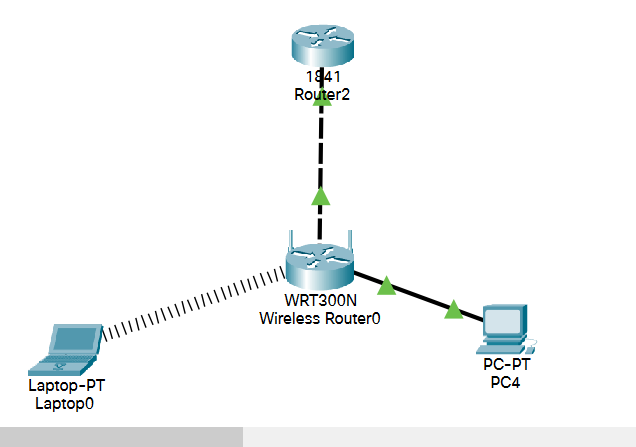 1841
Router2
WRT300N
Wireless Router0
Laptop-PT
Laptop0
PC-PT
PC4